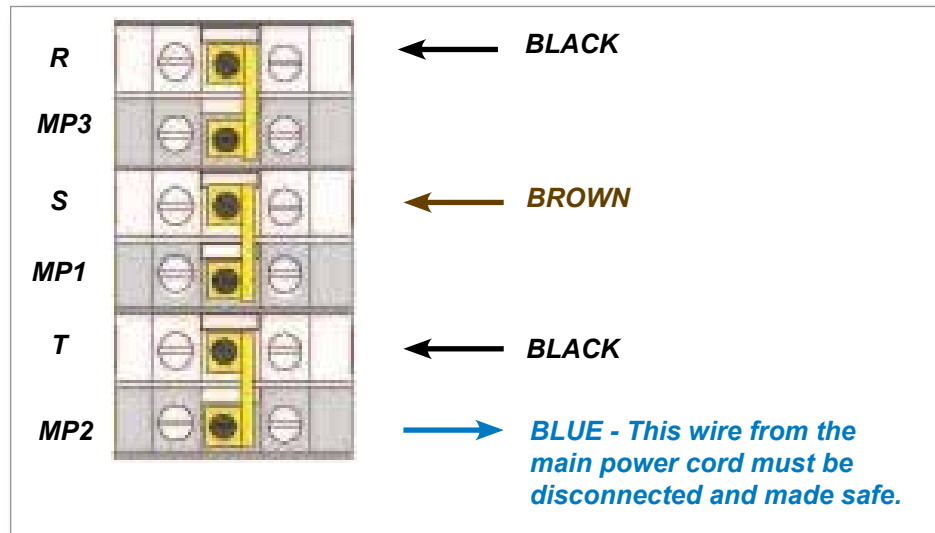 R BLACK
MP3
S BROWN
MP1
T BLACK
MP2 BLUE - This wire from the
main power cord must be
disconnected and made safe.